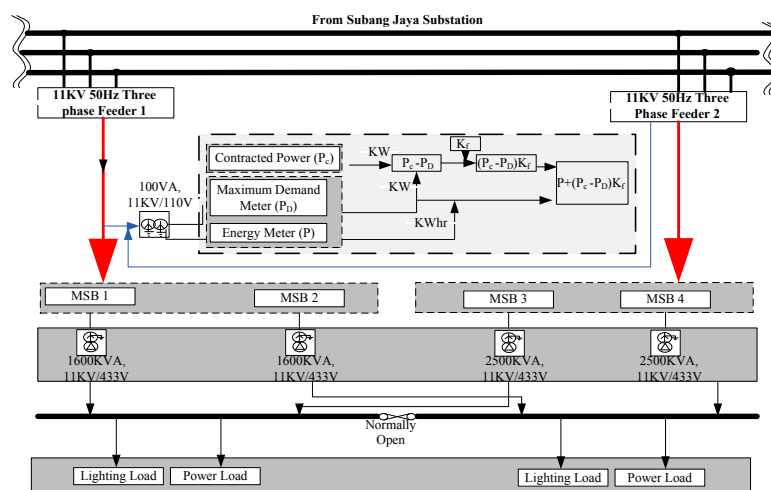 From Subang Jaya Substation
11KV 50Hz Three
phase Feeder 1
11KV 50Hz Three
Phase Feeder 2
Contracted Power (Pc)
KW
Pc-PD
Kf
(Pc-PD)Kf
P+(Pc-PD)Kf
100VA,
11KV/110V
Maximum Demand
Meter (PD)
KW
Energy Meter (P)
KWhr
MSB 1
MSB 2
MSB 3
MSB 4
1600KVA,
11KV/433V
1600KVA,
11KV/433V
2500KVA,
11KV/433V
2500KVA,
11KV/433V
Normally
Open
Lighting Load
Power Load
Lighting Load
Power Load